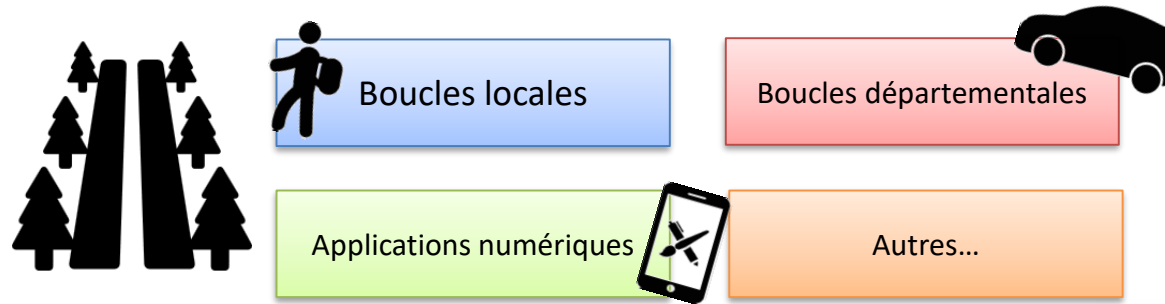 Boucles locales
Boucles départementales
Applications numériques
Autres…